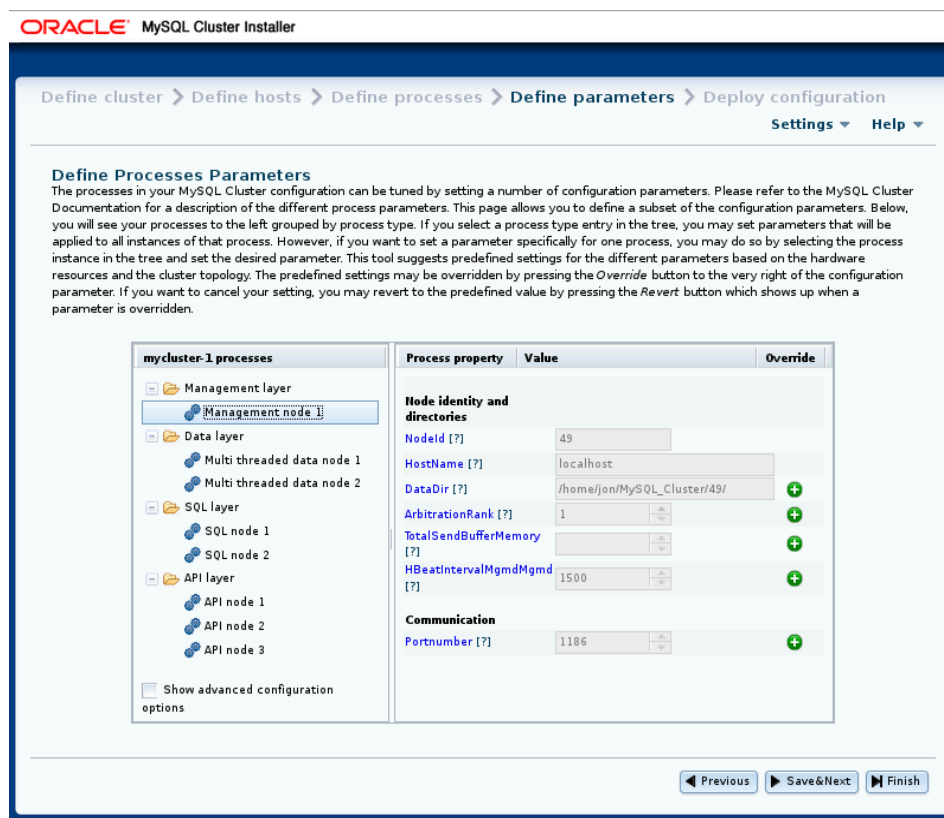 ORACLE® MySQL Cluster Installer
Define cluster > Define hosts > Define processes > Define parameters > Deploy configuration
Settings Help
Define Processes Parameters
The processes in your MySQL Cluster configuration can be tuned by setting a number of configuration parameters. Please refer to the MySQL Cluster
Documentation for a description of the different process parameters. This page allows you to define a subset of the configuration parameters. Below,
you will see your processes to the left grouped by process type. If you select a process type entry in the tree, you may set parameters that will be
applied to all instances of that process. However, if you want to set a parameter specifically for one process, you may do so by selecting the process
instance in the tree and set the desired parameter. This tool suggests predefined settings for the different parameters based on the hardware
resources and the cluster topology. The predefined settings may be overridden by pressing the Override button to the very right of the configuration
parameter. If you want to cancel your setting, you may revert to the predefined value by pressing the Revert button which shows up when a
parameter is overridden.
mycluster-1 processes
Management layer
Management node 1
Data layer
Multi threaded data node 1
Multi threaded data node 2
SQL layer
SQL node 1
SQL node 2
API layer
API node 1
API node 2
API node 3
Show advanced configuration
options
Process property Value Override
Node identity and
directories
NodeId [?] 49
HostName [?] localhost
DataDir [?] /home/jon/MySQL_Cluster/49/
ArbitrationRank [?] 1
TotalSendBufferMemory
[?]
HBeatIntervalMgmdMgmd
[?] 1500
Communication
Portnumber [?] 1186
Previous Save&Next Finish